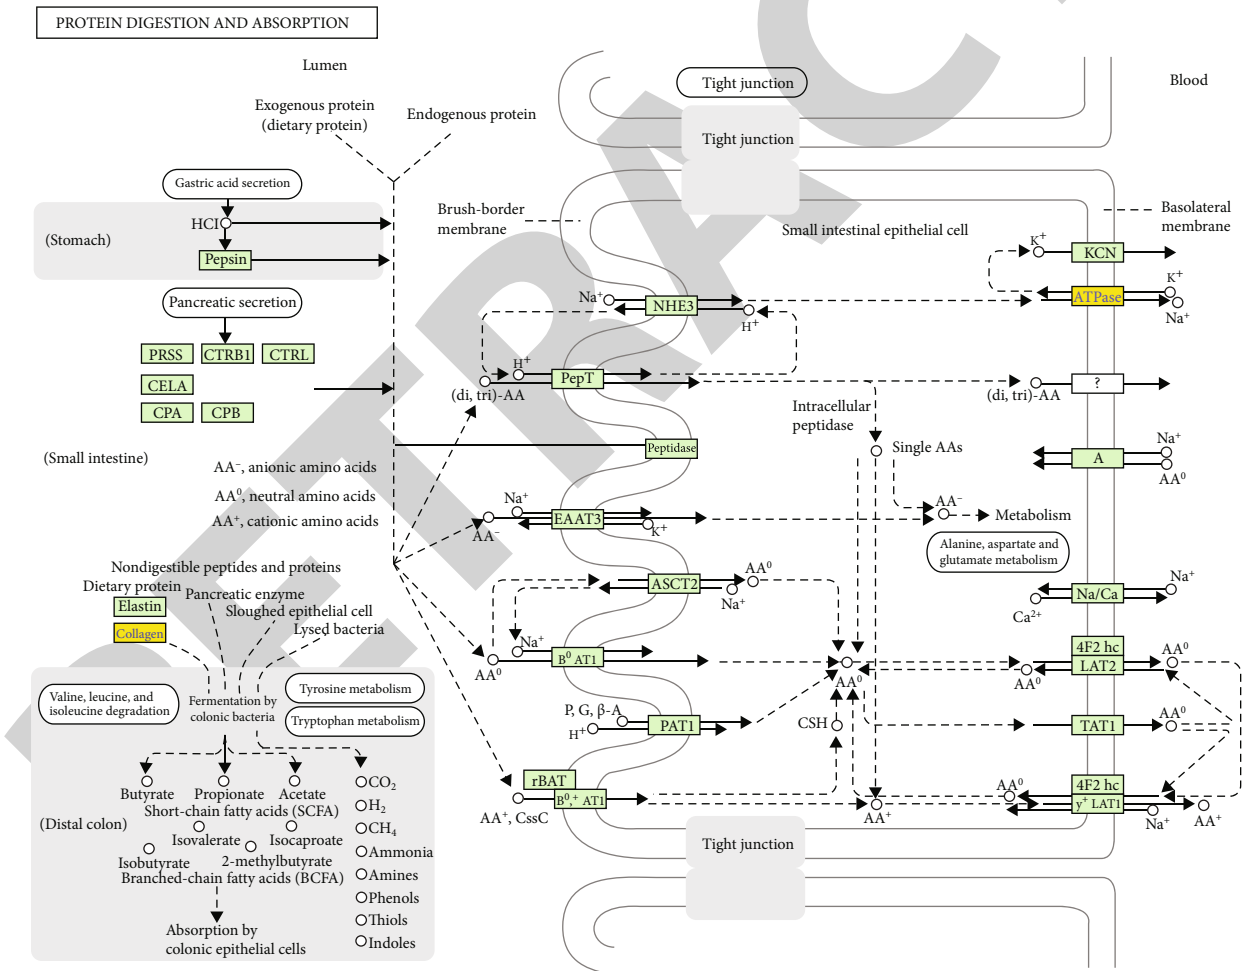 PROTEIN DIGESTION AND ABSORPTION
Lumen
Blood
Exogenous protein
(dietary protein)
Endogenous protein
Tight junction
Tight junction
Gastric acid secretion
HCl
(Stomach)
Pepsin
Brush-border
membrane
Small intestinal epithelial cell
Basolateral
membrane
K+
KCN
K+
ATPase
Na+
Pancreatic secretion
Na+
NHE3
H+
PRSS
CTRB1
CTRL
CELA
CPA
CPB
H+
PepT
(di, tri)-AA
(di, tri)-AA
?
Intracellular
peptidase
Peptidase
Single AAs
Na+
A
AA0
(Small intestine)
AA−, anionic amino acids
AA0, neutral amino acids
AA+, cationic amino acids
Na+
EAAT3
AA−
K+
AA−
Metabolism
Alanine, aspartate and
glutamate metabolism
Nondigestible peptides and proteins
Dietary protein
Pancreatic enzyme
Elastin
Sloughed epithelial cell
Collagen
Lysed bacteria
ASCT2
AA0
Na+
Na+
Na/Ca
Ca2+
Na+
B0 AT1
AA0
AA0
4F2 hc
LAT2
AA0
AA0
Valine, leucine, and
isoleucine degradation
Fermentation by
colonic bacteria
Tyrosine metabolism
Tryptophan metabolism
P, G, β-A
H+
PAT1
CSH
TAT1
AA0
rBAT
B0,+ AT1
AA+, CssC
AA+
AA0
4F2 hc
y+ LAT1
Na+
AA+
Butyrate
Propionate
Acetate
Short-chain fatty acids (SCFA)
(Distal colon)
Isovalerate
Isocaproate
Isobutyrate
2-methylbutyrate
Branched-chain fatty acids (BCFA)
Absorption by
colonic epithelial cells
CO2
H2
CH4
Ammonia
Amines
Phenols
Thiols
Indoles
Tight junction
RETRAC